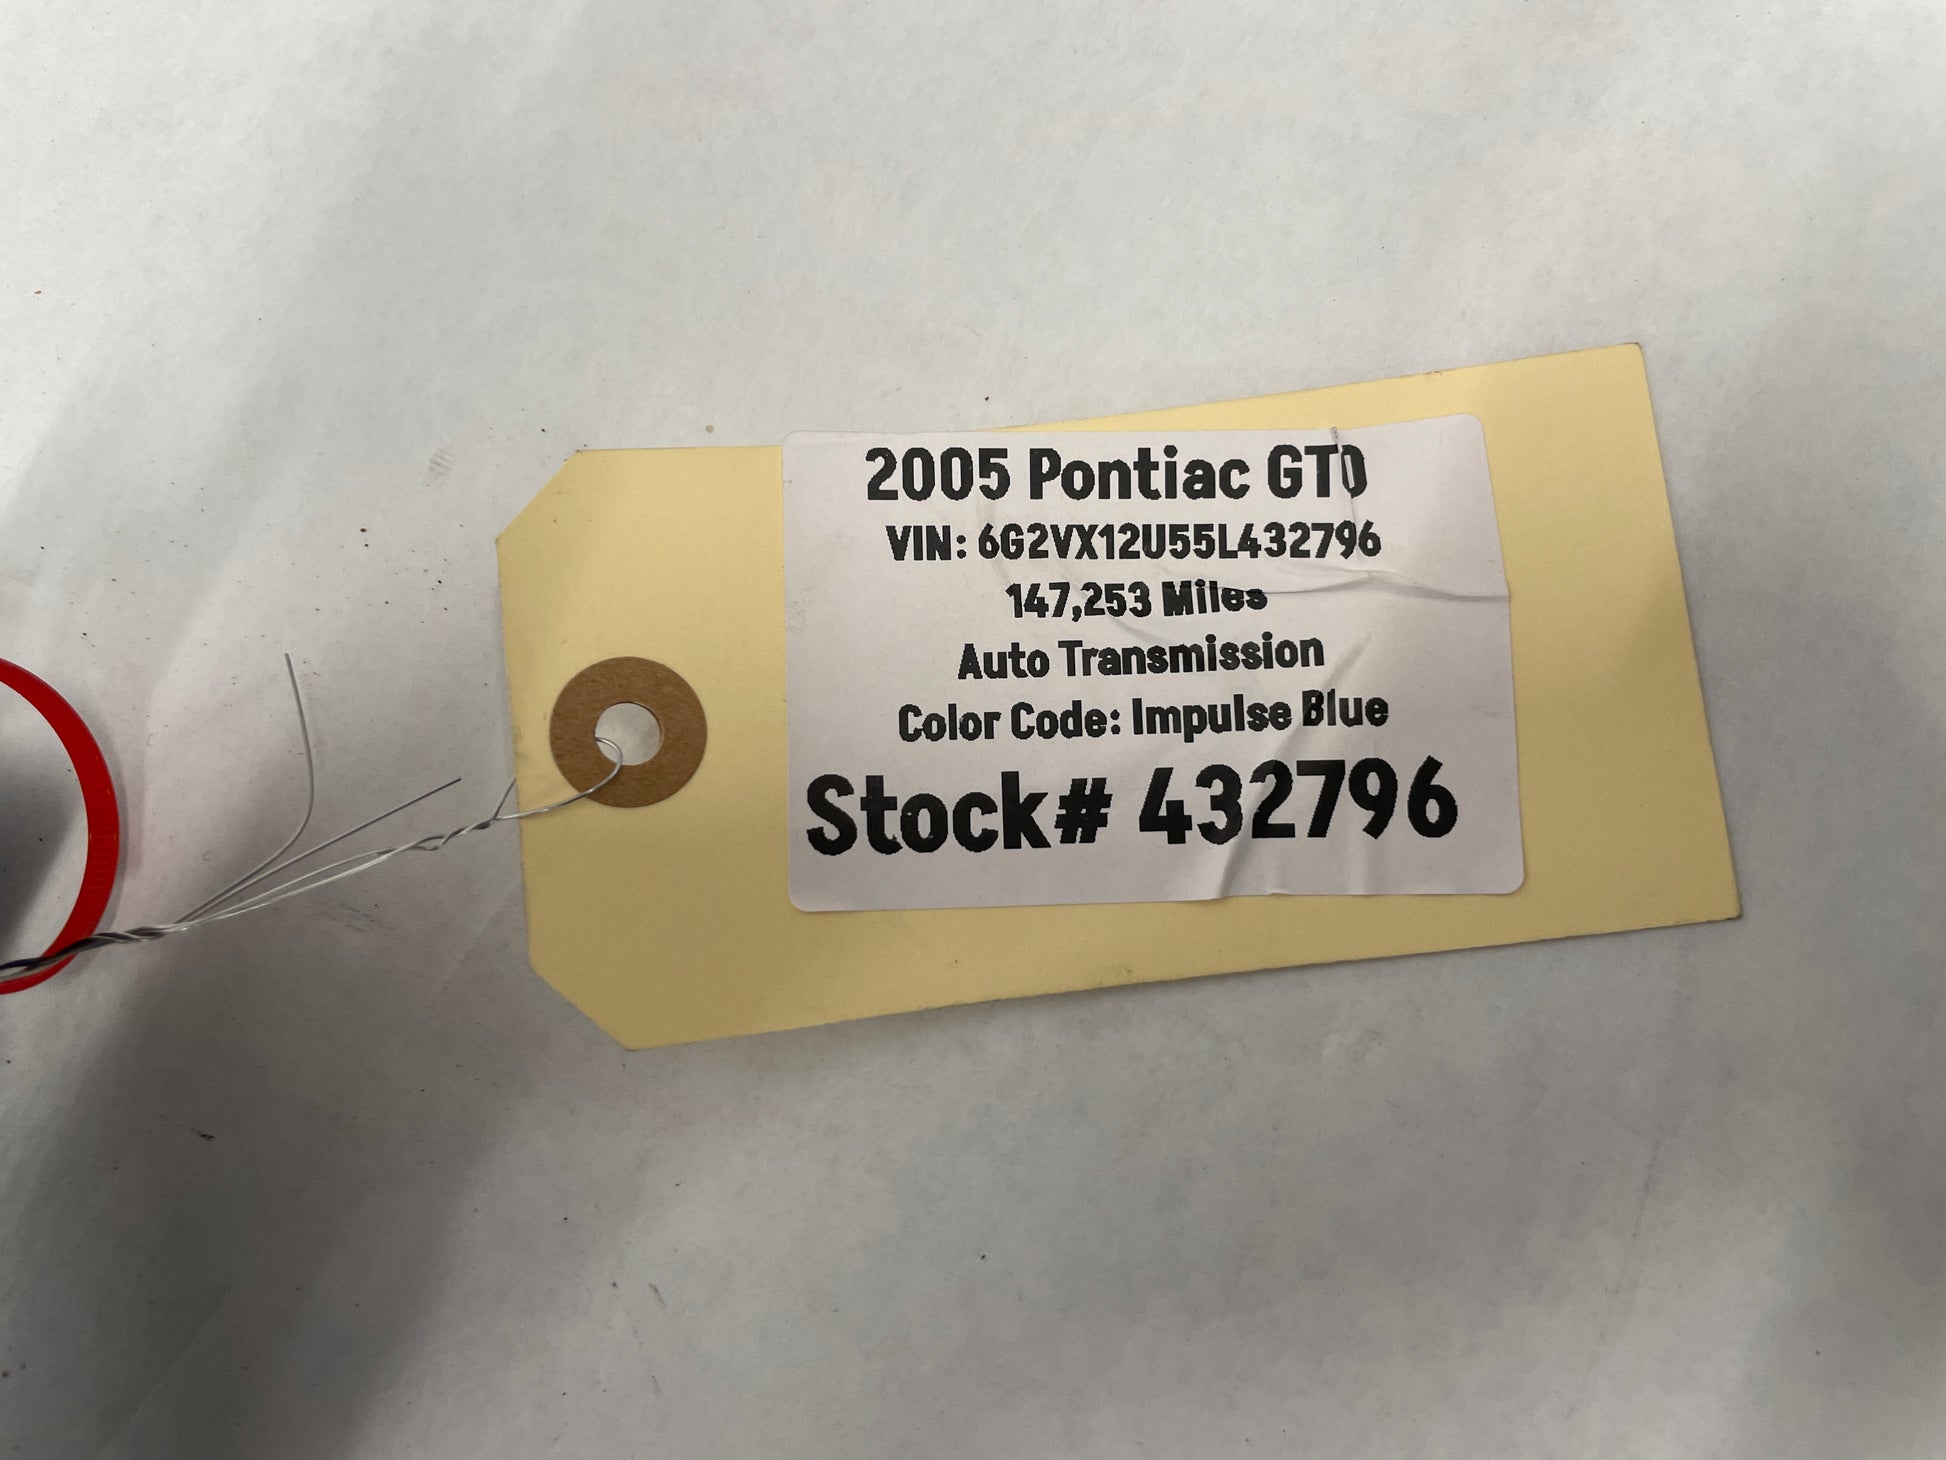 2005 Pontiac GTO
VIN: 6G2VX12U55L432796
147,253 Miles
Auto Transmission
Color Code: Impulse Blue
Stock# 432796